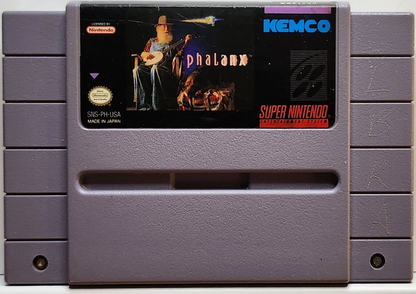 LICENSED BY
Nintendo
KEMCO
phalanx
SNS-PH-USA
MADE IN JAPAN
SUPER NINTENDO
ENTERTAINMENT SYSTEM